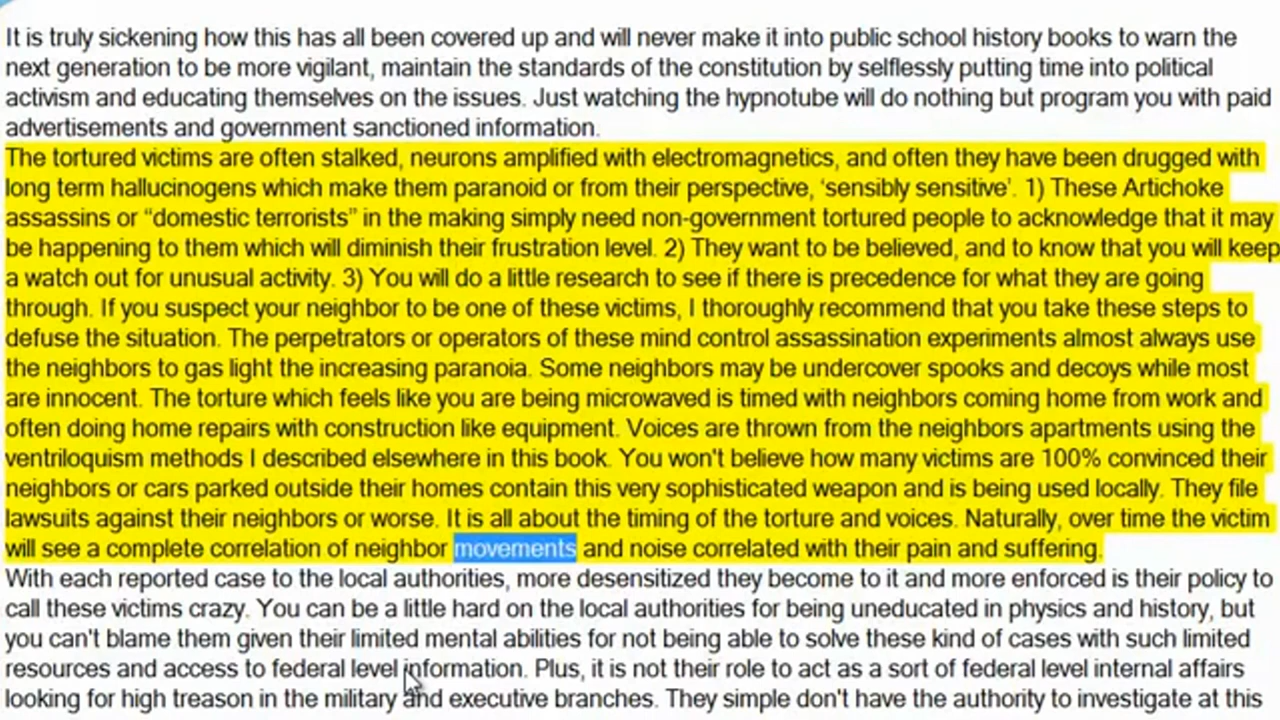 It is truly sickening how this has all been covered up and will never make it into public school history books to warn the
next generation to be more vigilant, maintain the standards of the constitution by selflessly putting time into political
activism and educating themselves on the issues. Just watching the hypnotube will do nothing but program you with paid
advertisements and government sanctioned information.
The tortured victims are often stalked, neurons amplified with electromagnetics, and often they have been drugged with
long term hallucinogens which make them paranoid or from their perspective, ‘sensibly sensitive’. 1) These Artichoke
assassins or “domestic terrorists” in the making simply need non-government tortured people to acknowledge that it may
be happening to them which will diminish their frustration level. 2) They want to be believed, and to know that you will keep
a watch out for unusual activity. 3) You will do a little research to see if there is precedence for what they are going
through. If you suspect your neighbor to be one of these victims, I thoroughly recommend that you take these steps to
defuse the situation. The perpetrators or operators of these mind control assassination experiments almost always use
the neighbors to gas light the increasing paranoia. Some neighbors may be undercover spooks and decoys while most
are innocent. The torture which feels like you are being microwaved is timed with neighbors coming home from work and
often doing home repairs with construction like equipment. Voices are thrown from the neighbors apartments using the
ventriloquism methods I described elsewhere in this book. You won't believe how many victims are 100% convinced their
neighbors or cars parked outside their homes contain this very sophisticated weapon and is being used locally. They file
lawsuits against their neighbors or worse. It is all about the timing of the torture and voices. Naturally, over time the victim
will see a complete correlation of neighbor movements and noise correlated with their pain and suffering.
With each reported case to the local authorities, more desensitized they become to it and more enforced is their policy to
call these victims crazy. You can be a little hard on the local authorities for being uneducated in physics and history, but
you can't blame them given their limited mental abilities for not being able to solve these kind of cases with such limited
resources and access to federal level information. Plus, it is not their role to act as a sort of federal level internal affairs
looking for high treason in the military and executive branches. They simple don't have the authority to investigate at this